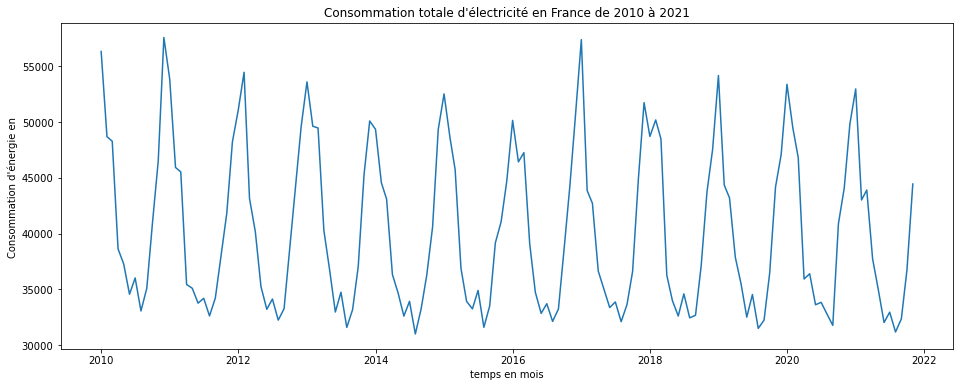 Consommation totale d'électricité en France de 2010 à 2021
Consommation d'énergie en
55000
50000
45000
40000
35000
30000
2010 2012 2014 2016 2018 2020 2022
temps en mois